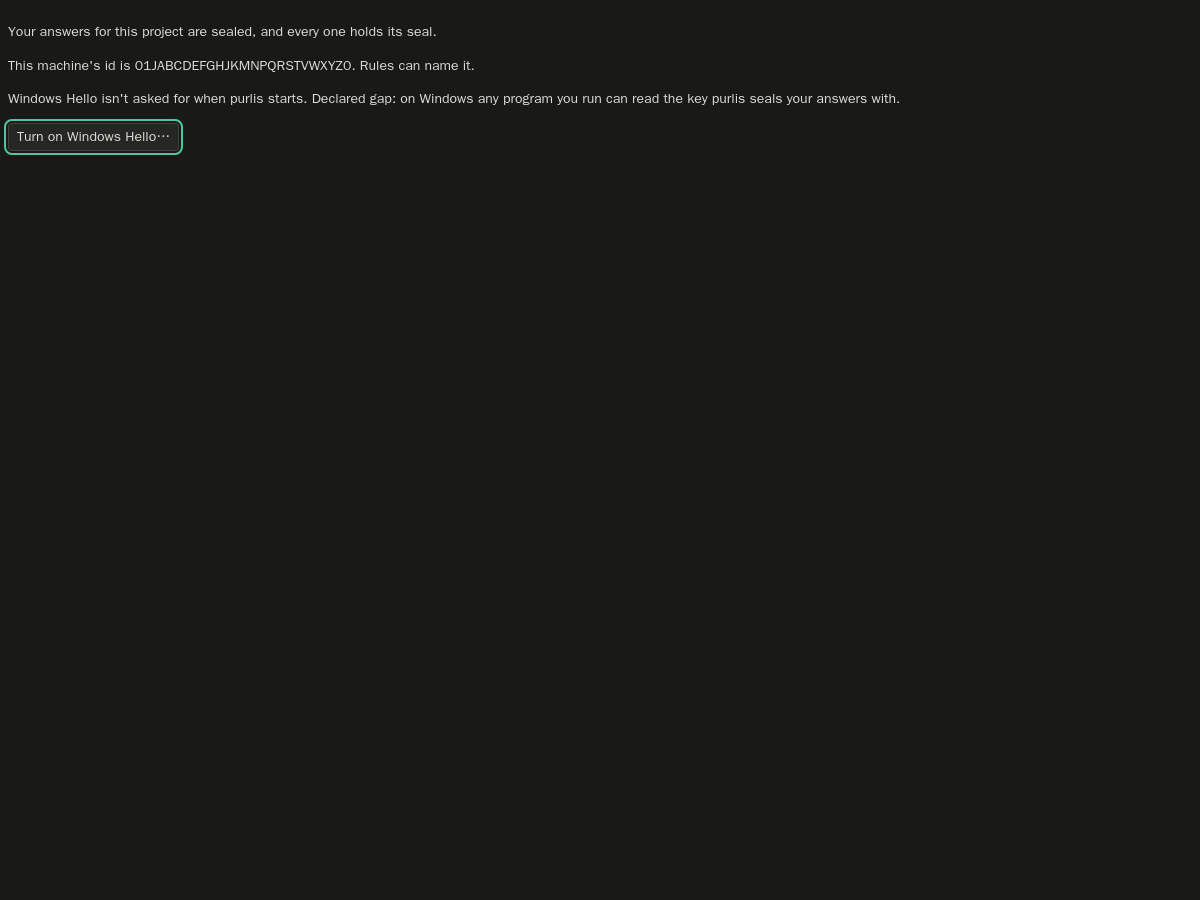 Your answers for this project are sealed, and every one holds its seal.
This machine's id is 01JABCDEFGHJKMNPQRSTVWXYZ0. Rules can name it.
Windows Hello isn't asked for when purlis starts. Declared gap: on Windows any program you run can read the key purlis seals your answers with.
Turn on Windows Hello…